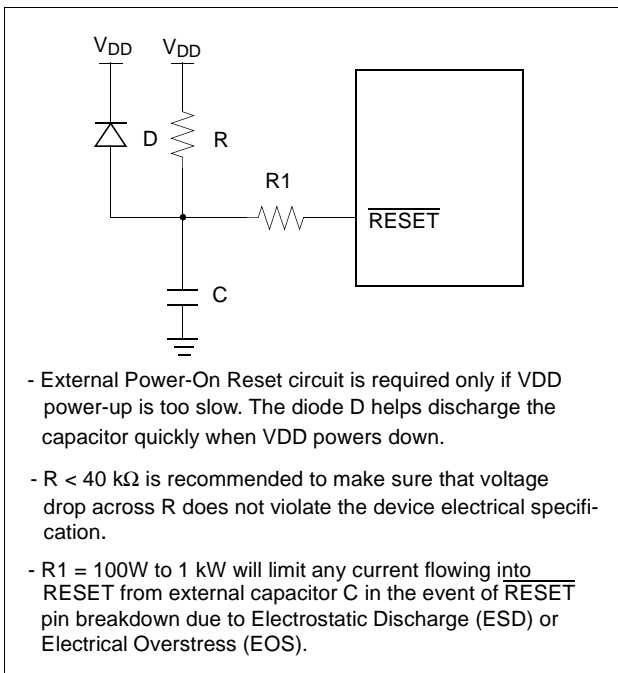 VDD VDD
D R
R1
RESET
C
- External Power-On Reset circuit is required only if VDD
power-up is too slow. The diode D helps discharge the
capacitor quickly when VDD powers down.
- R < 40 kΩ is recommended to make sure that voltage
drop across R does not violate the device electrical specifi-
cation.
- R1 = 100W to 1 kW will limit any current flowing into
RESET from external capacitor C in the event of RESET
pin breakdown due to Electrostatic Discharge (ESD) or
Electrical Overstress (EOS).